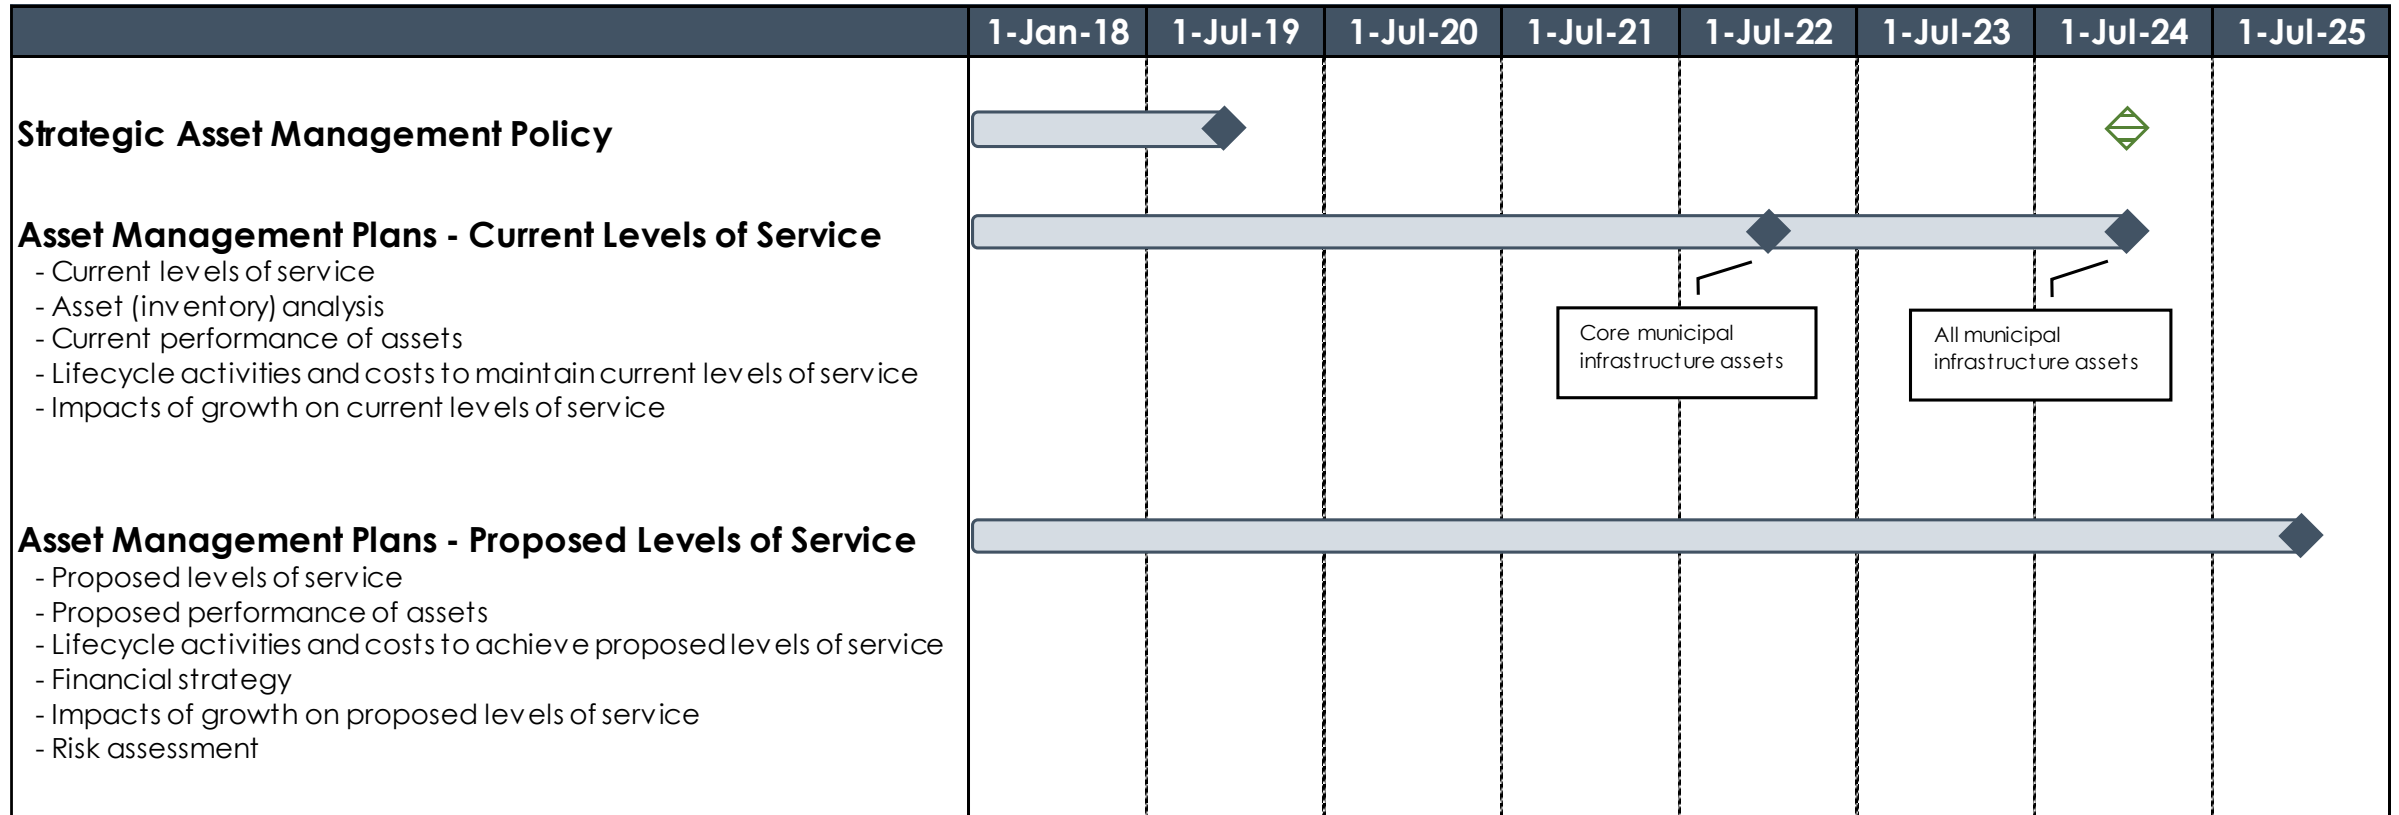 1-Jan-18 1-Jul-19 1-Jul-20 1-Jul-21 1-Jul-22 1-Jul-23 1-Jul-24 1-Jul-25
Strategic Asset Management Policy
Asset Management Plans - Current Levels of Service
- Current levels of service
- Asset (inventory) analysis
- Current performance of assets
- Lifecycle activities and costs to maintain current levels of service
- Impacts of growth on current levels of service
Core municipal
infrastructure assets
All municipal
infrastructure assets
Asset Management Plans - Proposed Levels of Service
- Proposed levels of service
- Proposed performance of assets
- Lifecycle activities and costs to achieve proposed levels of service
- Financial strategy
- Impacts of growth on proposed levels of service
- Risk assessment